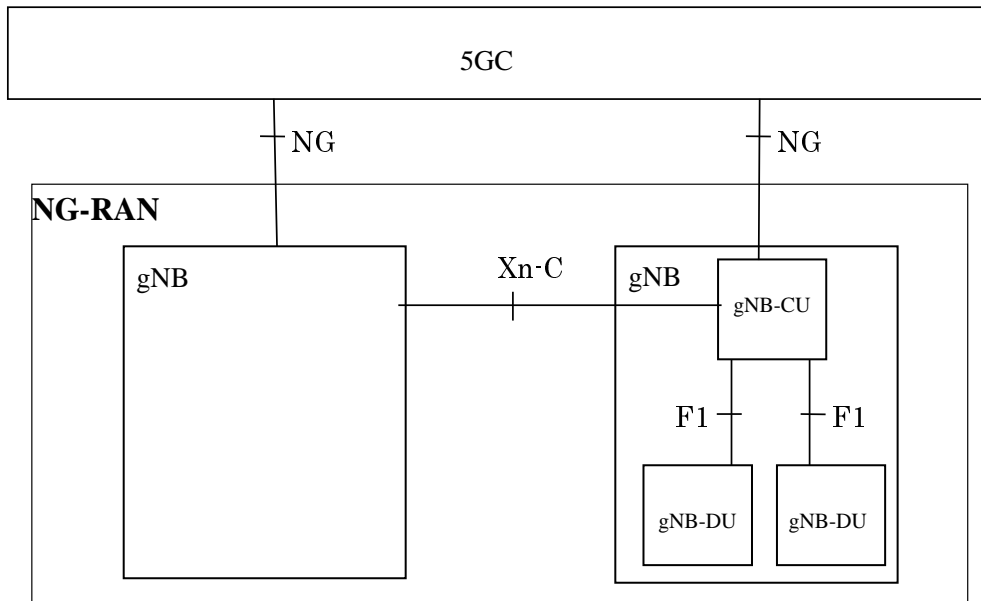 5GC
NG
NG
NG-RAN
gNB
Xn-C
gNB
gNB-CU
F1
F1
gNB-DU
gNB-DU